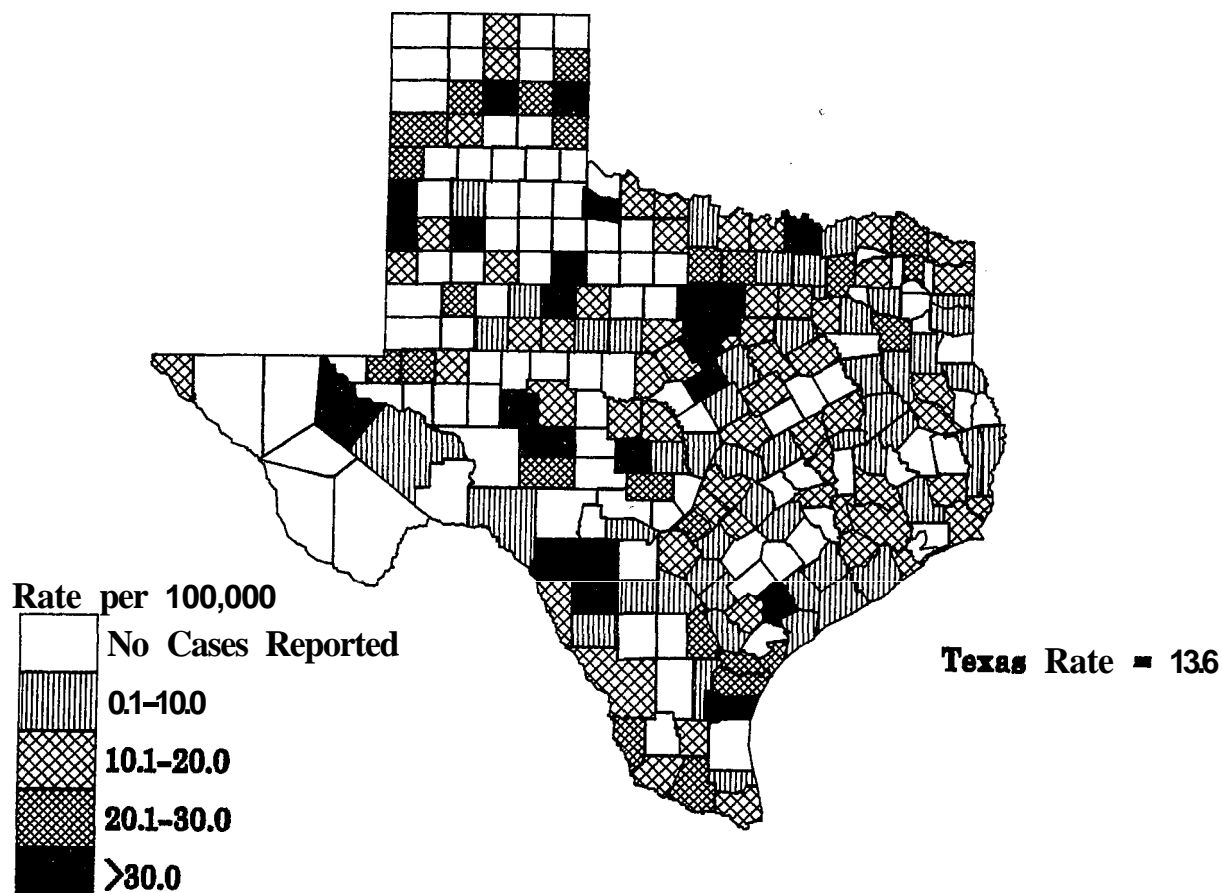 Rate per 100,000
No Cases Reported
0.1–10.0
10.1–20.0
20.1–30.0
>30.0
Texas Rate = 13.6